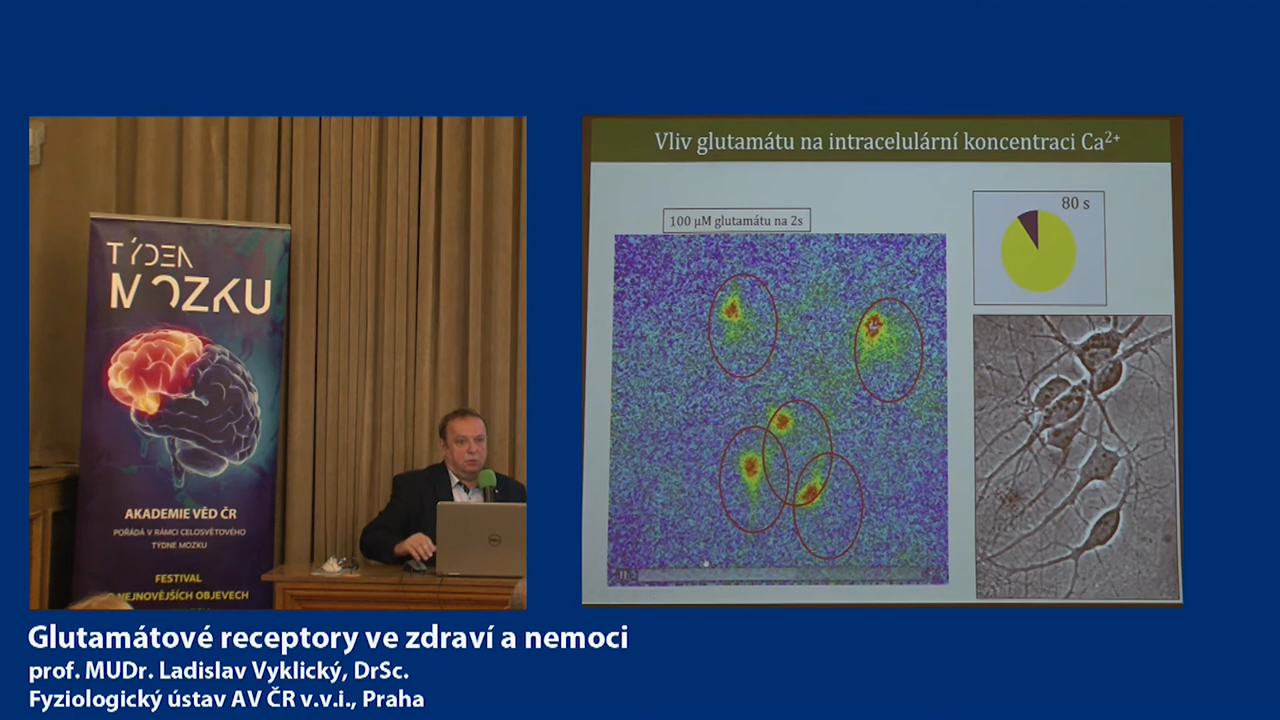 TÝDEN
MOZKU
AKADEMIE VĚD ČR
POŘÁDÁ V RÁMCI CELOSVĚTOVÉHO
TÝDNE MOZKU
FESTIVAL
O NEJNOVĚJŠÍCH OBJEVECH
Vliv glutamátu na intracelulární koncentraci Ca²⁺
100 μM glutamátu na 2s
80 s
DELL
Glutamátové receptory ve zdraví a nemoci
prof. MUDr. Ladislav Vyklický, DrSc.
Fyziologický ústav AV ČR v.v.i., Praha